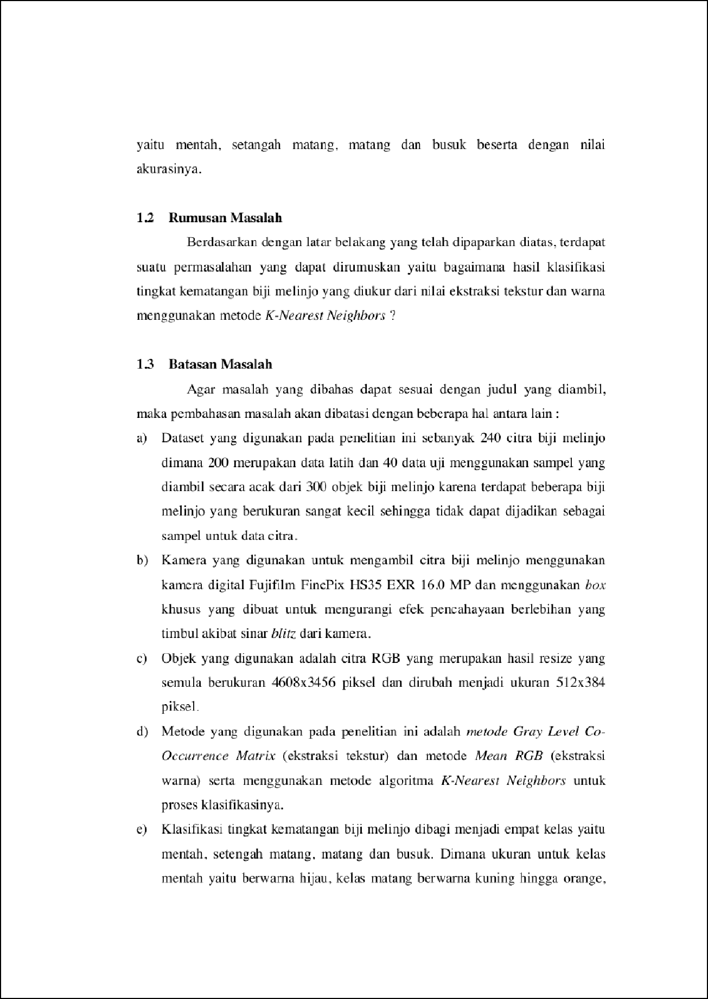 yaitu mentah, setangah matang, matang dan busuk beserta dengan nilai
akurasinya.
1.2 Rumusan Masalah
Berdasarkan dengan latar belakang yang telah dipaparkan diatas, terdapat
suatu permasalahan yang dapat dirumuskan yaitu bagaimana hasil klasifikasi
tingkat kematangan biji melinjo yang diukur dari nilai ekstraksi tekstur dan warna
menggunakan metode K-Nearest Neighbors ?
1.3 Batasan Masalah
Agar masalah yang dibahas dapat sesuai dengan judul yang diambil,
maka pembahasan masalah akan dibatasi dengan beberapa hal antara lain :
a) Dataset yang digunakan pada penelitian ini sebanyak 240 citra biji melinjo
dimana 200 merupakan data latih dan 40 data uji menggunakan sampel yang
diambil secara acak dari 300 objek biji melinjo karena terdapat beberapa biji
melinjo yang berukuran sangat kecil sehingga tidak dapat dijadikan sebagai
sampel untuk data citra.
b) Kamera yang digunakan untuk mengambil citra biji melinjo menggunakan
kamera digital Fujifilm FinePix HS35 EXR 16.0 MP dan menggunakan box
khusus yang dibuat untuk mengurangi efek pencahayaan berlebihan yang
timbul akibat sinar blitz dari kamera.
c) Objek yang digunakan adalah citra RGB yang merupakan hasil resize yang
semula berukuran 4608x3456 piksel dan dirubah menjadi ukuran 512x384
piksel.
d) Metode yang digunakan pada penelitian ini adalah metode Gray Level Co-
Occurrence Matrix (ekstraksi tekstur) dan metode Mean RGB (ekstraksi
warna) serta menggunakan metode algoritma K-Nearest Neighbors untuk
proses klasifikasinya.
e) Klasifikasi tingkat kematangan biji melinjo dibagi menjadi empat kelas yaitu
mentah, setengah matang, matang dan busuk. Dimana ukuran untuk kelas
mentah yaitu berwarna hijau, kelas matang berwarna kuning hingga orange,